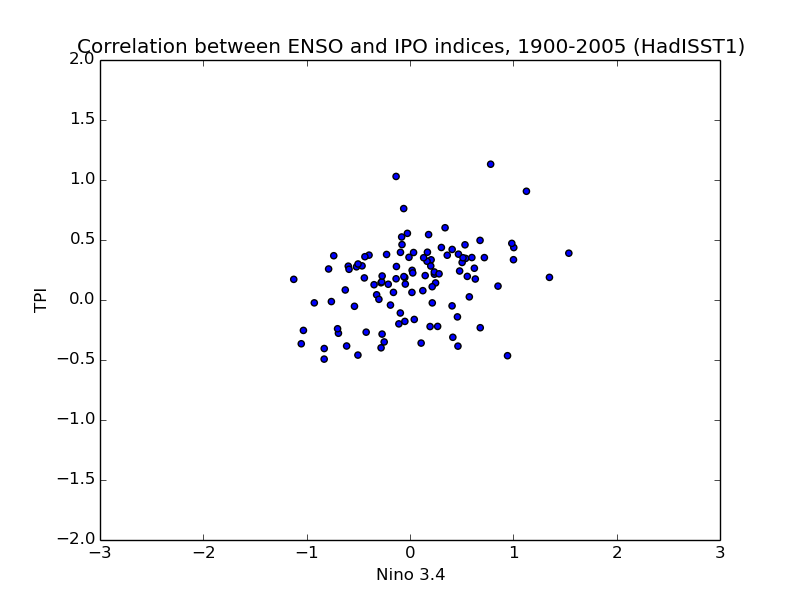 Correlation between ENSO and IPO indices, 1900-2005 (HadISST1)
2.0
1.5
1.0
0.5
0.0
−0.5
−1.0
−1.5
−2.0
TPI
−3 −2 −1 0 1 2 3
Nino 3.4